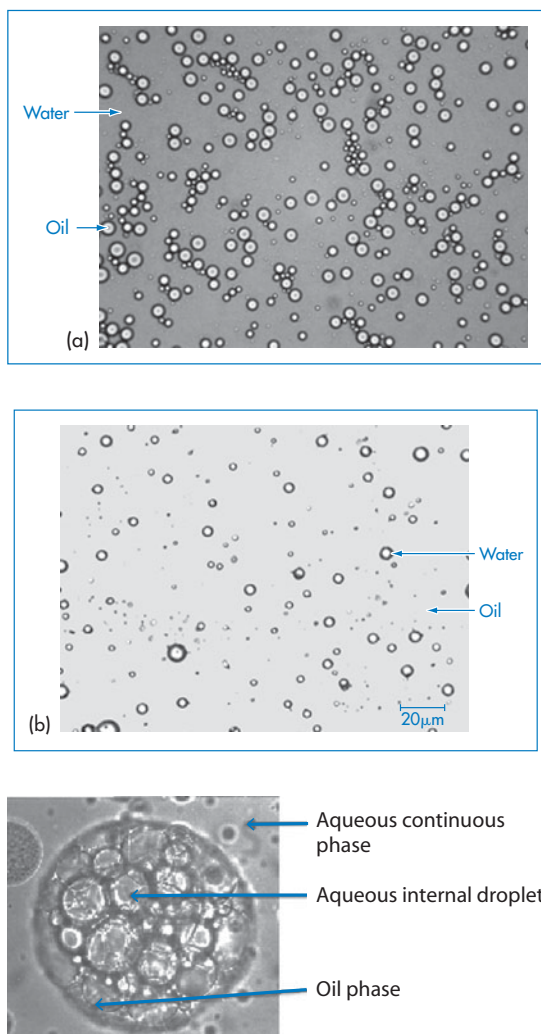 Water
Oil
(a)
Water
Oil
20µm
(b)
Aqueous continuous
phase
Aqueous internal droplet
Oil phase